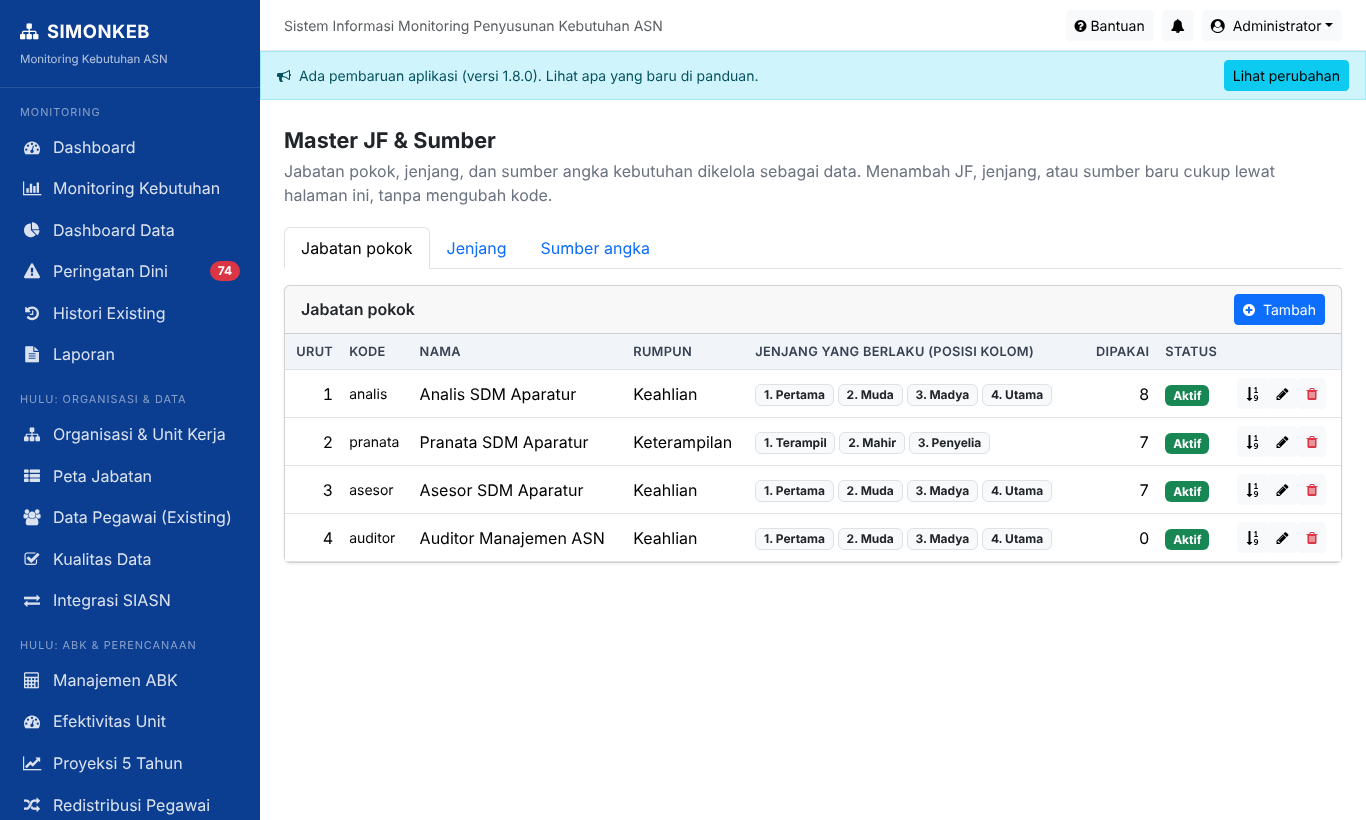 SIMONKEB
Monitoring Kebutuhan ASN
MONITORING
Dashboard
Monitoring Kebutuhan
Dashboard Data
Peringatan Dini 74
Histori Existing
Laporan
HULU: ORGANISASI & DATA
Organisasi & Unit Kerja
Peta Jabatan
Data Pegawai (Existing)
Kualitas Data
Integrasi SIASN
HULU: ABK & PERENCANAAN
Manajemen ABK
Efektivitas Unit
Proyeksi 5 Tahun
Redistribusi Pegawai
Sistem Informasi Monitoring Penyusunan Kebutuhan ASN Bantuan Administrator
Ada pembaruan aplikasi (versi 1.8.0). Lihat apa yang baru di panduan. Lihat perubahan
Master JF & Sumber
Jabatan pokok, jenjang, dan sumber angka kebutuhan dikelola sebagai data. Menambah JF, jenjang, atau sumber baru cukup lewat
halaman ini, tanpa mengubah kode.
Jabatan pokok Jenjang Sumber angka
Jabatan pokok Tambah
URUT KODE NAMA RUMPUN JENJANG YANG BERLAKU (POSISI KOLOM) DIPAKAI STATUS
1 analis Analis SDM Aparatur Keahlian 1. Pertama 2. Muda 3. Madya 4. Utama 8 Aktif
2 pranata Pranata SDM Aparatur Keterampilan 1. Terampil 2. Mahir 3. Penyelia 7 Aktif
3 asesor Asesor SDM Aparatur Keahlian 1. Pertama 2. Muda 3. Madya 4. Utama 7 Aktif
4 auditor Auditor Manajemen ASN Keahlian 1. Pertama 2. Muda 3. Madya 4. Utama 0 Aktif